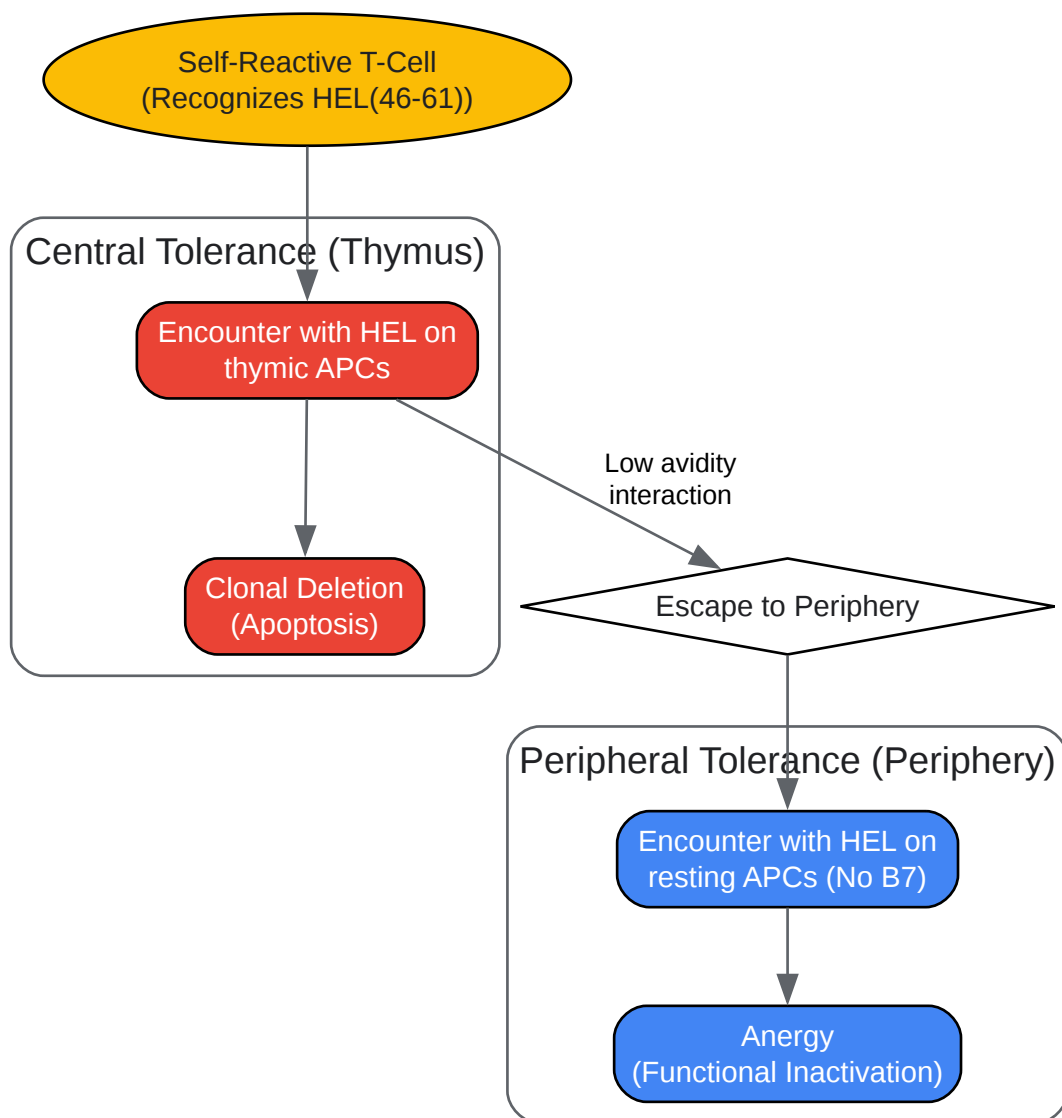 Self-Reactive T-Cell
(Recognizes HEL(46-61))
Central Tolerance (Thymus)
Encounter with HEL on
thymic APCs
Low avidity
interaction
Clonal Deletion
(Apoptosis)
Escape to Periphery
Peripheral Tolerance (Periphery)
Encounter with HEL on
resting APCs (No B7)
Anergy
(Functional Inactivation)